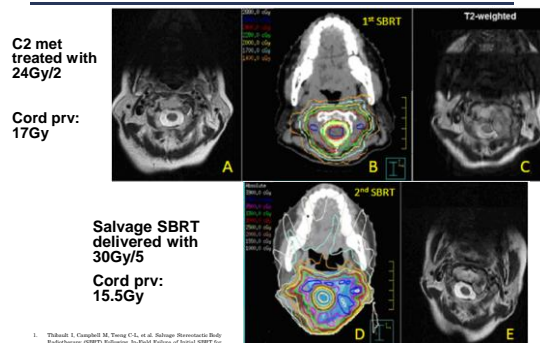 C2 met
treated with
24Gy/2
Cord prv:
17Gy
A
1st SBRT
B
T2-weighted
C
Salvage SBRT
delivered with
30Gy/5
Cord prv:
15.5Gy
Absolute
2nd SBRT
D
E
1. Thibault I, Campbell M, Tseng C-L, et al. Salvage Stereotactic Body
Radiotherapy (SBRT) Following In-Field Failure of Initial SBRT for